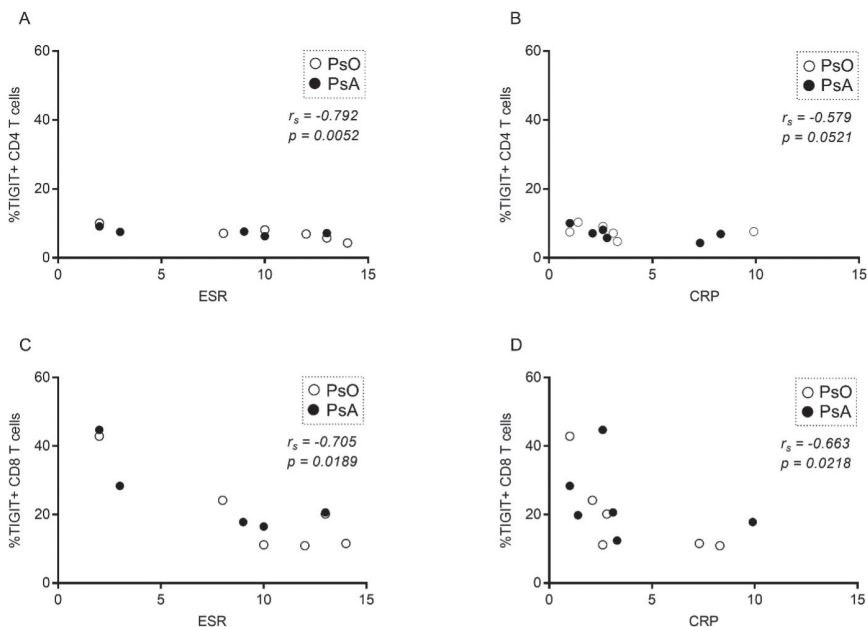 A
60
40
20
0
%TIGIT+ CD4 T cells
0 5 10 15
ESR
PsO
PsA
rs = -0.792
p = 0.0052
B
60
40
20
0
%TIGIT+ CD4 T cells
0 5 10 15
CRP
PsO
PsA
rs = -0.579
p = 0.0521
C
60
40
20
0
%TIGIT+ CD8 T cells
0 5 10 15
ESR
PsO
PsA
rs = -0.705
p = 0.0189
D
60
40
20
0
%TIGIT+ CD8 T cells
0 5 10 15
CRP
PsO
PsA
rs = -0.663
p = 0.0218